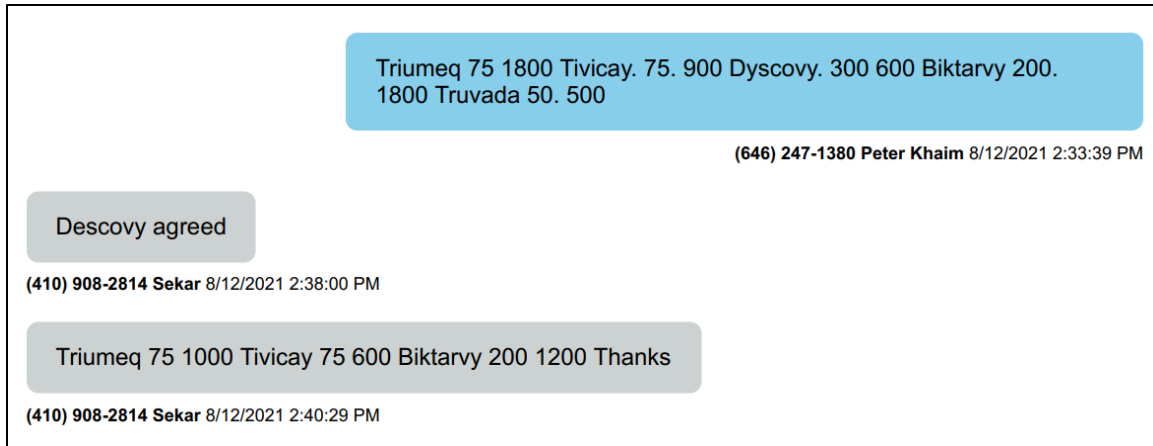 Triumeq 75 1800 Tivicay. 75. 900 Dyscovy. 300 600 Biktarvy 200.
1800 Truvada 50. 500
(646) 247-1380 Peter Khaim 8/12/2021 2:33:39 PM
Descovy agreed
(410) 908-2814 Sekar 8/12/2021 2:38:00 PM
Triumeq 75 1000 Tivicay 75 600 Biktarvy 200 1200 Thanks
(410) 908-2814 Sekar 8/12/2021 2:40:29 PM